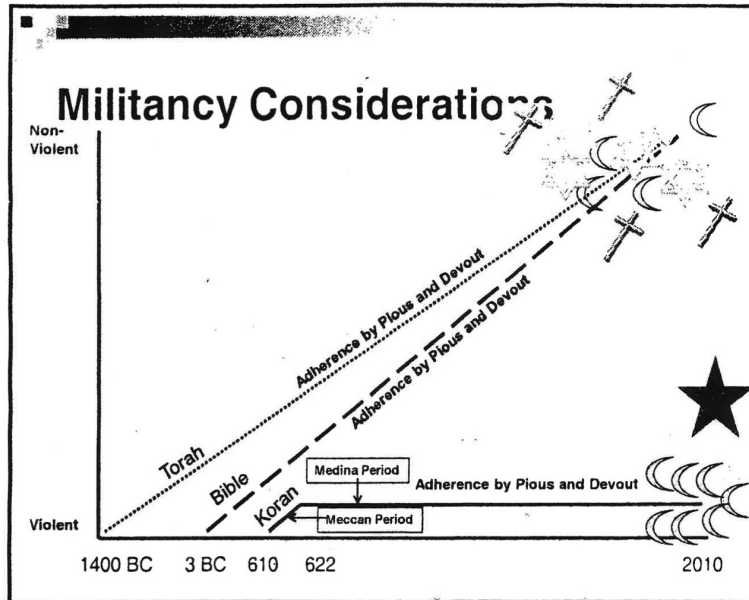 Militancy Considerations
Non-
Violent
Adherence by Pious and Devout
Adherence by Pious and Devout
Torah
Bible
Koran
Medina Period
Adherence by Pious and Devout
Meccan Period
Violent
1400 BC 3 BC 610 622 2010